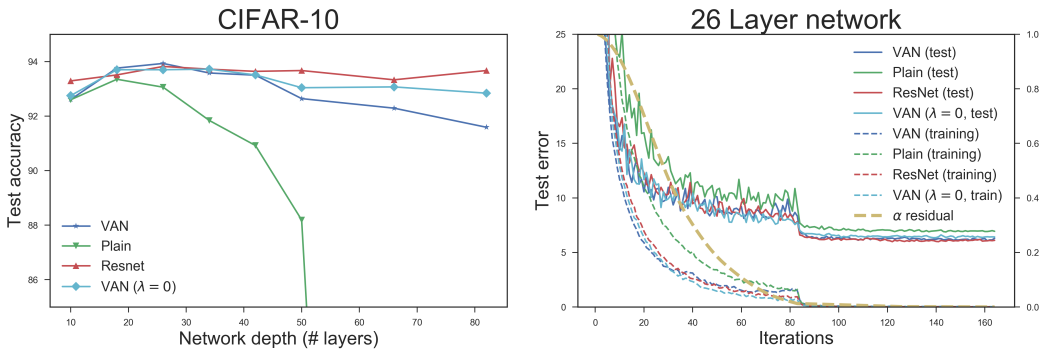 CIFAR-10
Test accuracy
94
92
90
88
86
VAN
Plain
Resnet
VAN (λ = 0)
10 20 30 40 50 60 70 80
Network depth (# layers)
26 Layer network
Test error
25
20
15
10
5
0
VAN (test)
Plain (test)
ResNet (test)
VAN (λ = 0, test)
VAN (training)
Plain (training)
ResNet (training)
VAN (λ = 0, train)
α residual
1.0
0.8
0.6
0.4
0.2
0.0
0 20 40 60 80 100 120 140 160
Iterations